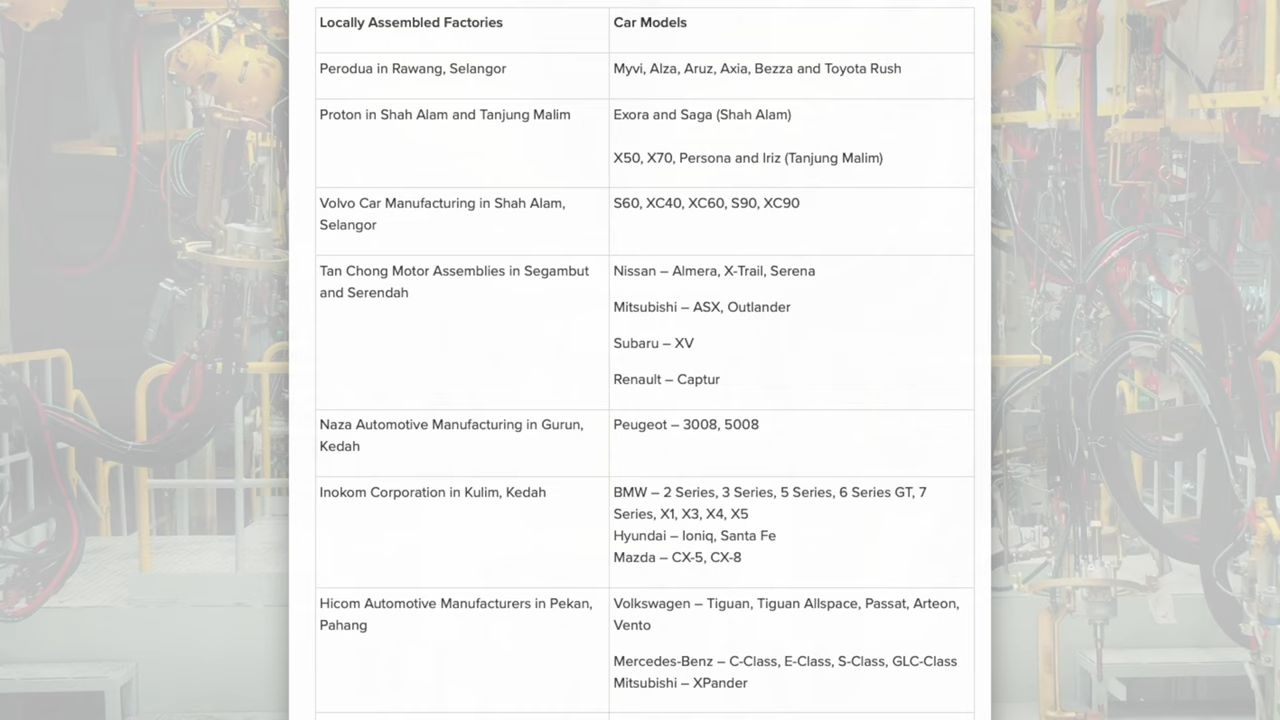 Locally Assembled Factories
Car Models
Perodua in Rawang, Selangor
Myvi, Alza, Aruz, Axia, Bezza and Toyota Rush
Proton in Shah Alam and Tanjung Malim
Exora and Saga (Shah Alam)
X50, X70, Persona and Iriz (Tanjung Malim)
Volvo Car Manufacturing in Shah Alam,
Selangor
S60, XC40, XC60, S90, XC90
Tan Chong Motor Assemblies in Segambut
and Serendah
Nissan – Almera, X-Trail, Serena
Mitsubishi – ASX, Outlander
Subaru – XV
Renault – Captur
Naza Automotive Manufacturing in Gurun,
Kedah
Peugeot – 3008, 5008
Inokom Corporation in Kulim, Kedah
BMW – 2 Series, 3 Series, 5 Series, 6 Series GT, 7
Series, X1, X3, X4, X5
Hyundai – Ioniq, Santa Fe
Mazda – CX-5, CX-8
Hicom Automotive Manufacturers in Pekan,
Pahang
Volkswagen – Tiguan, Tiguan Allspace, Passat, Arteon,
Vento
Mercedes-Benz – C-Class, E-Class, S-Class, GLC-Class
Mitsubishi – XPander